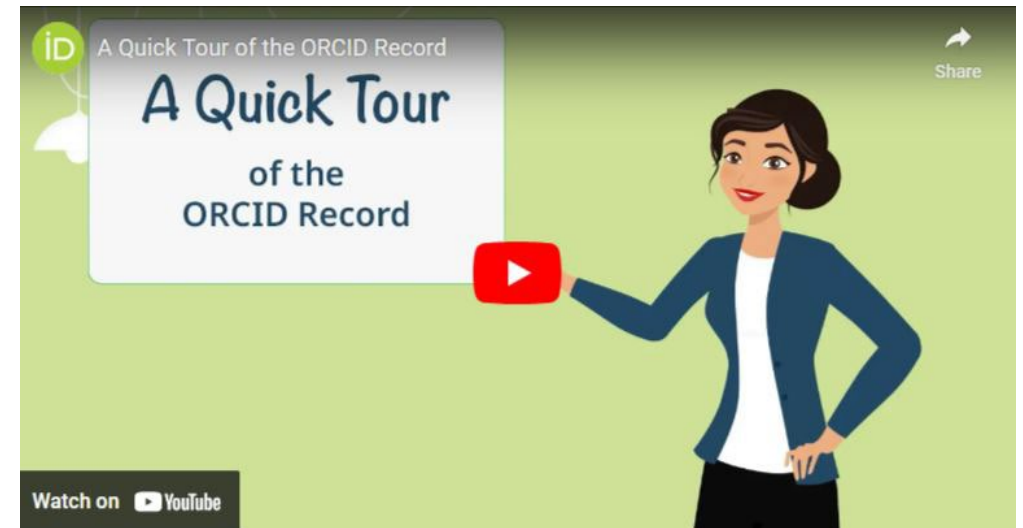 iD
A Quick Tour of the ORCID Record
Share
A Quick Tour
of the
ORCID Record
Watch on YouTube